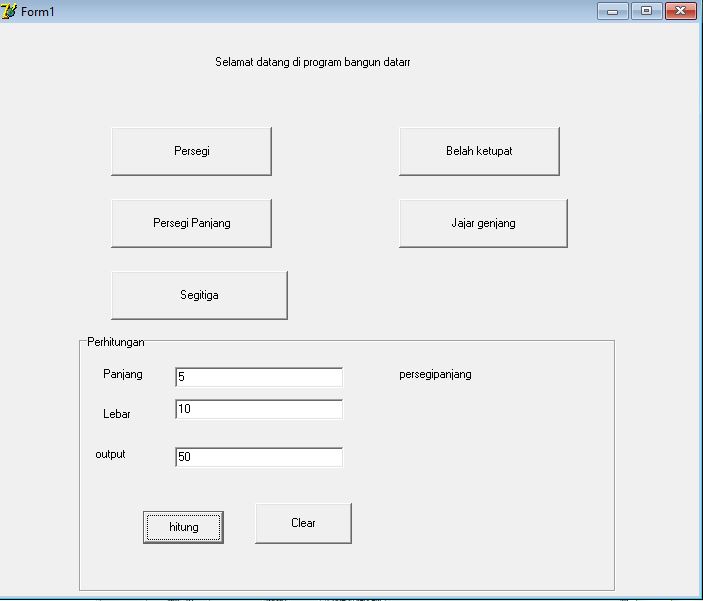 Form1
Selamat datang di program bangun datarr
Persegi
Belah ketupat
Persegi Panjang
Jajar genjang
Segitiga
Perhitungan
Panjang
5
persegipanjang
Lebar
10
output
50
hitung
Clear